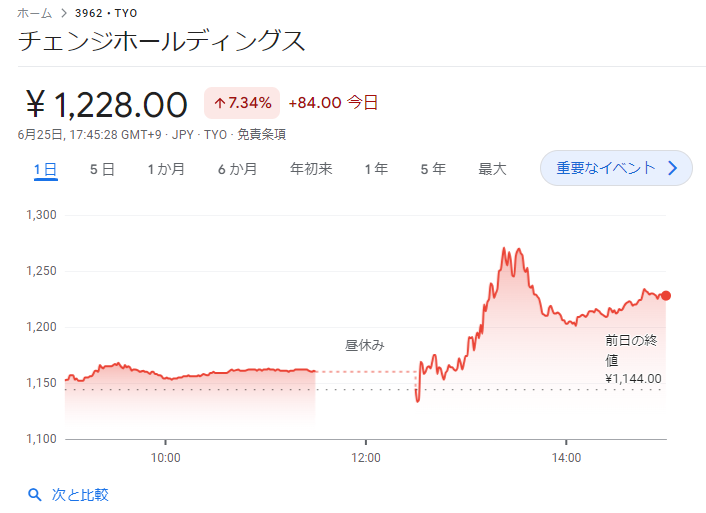 ホーム > 3962・TYO
チェンジホールディングス
￥1,228.00 ↑7.34% +84.00 今日
6月25日, 17:45:28 GMT+9 · JPY · TYO · 免責条項
1日 5日 1か月 6か月 年初来 1年 5年 最大 重要なイベント >
1,300
1,250
1,200
昼休み
前日の終
値
¥1,144.00
1,150
1,100
10:00 12:00 14:00
次と比較